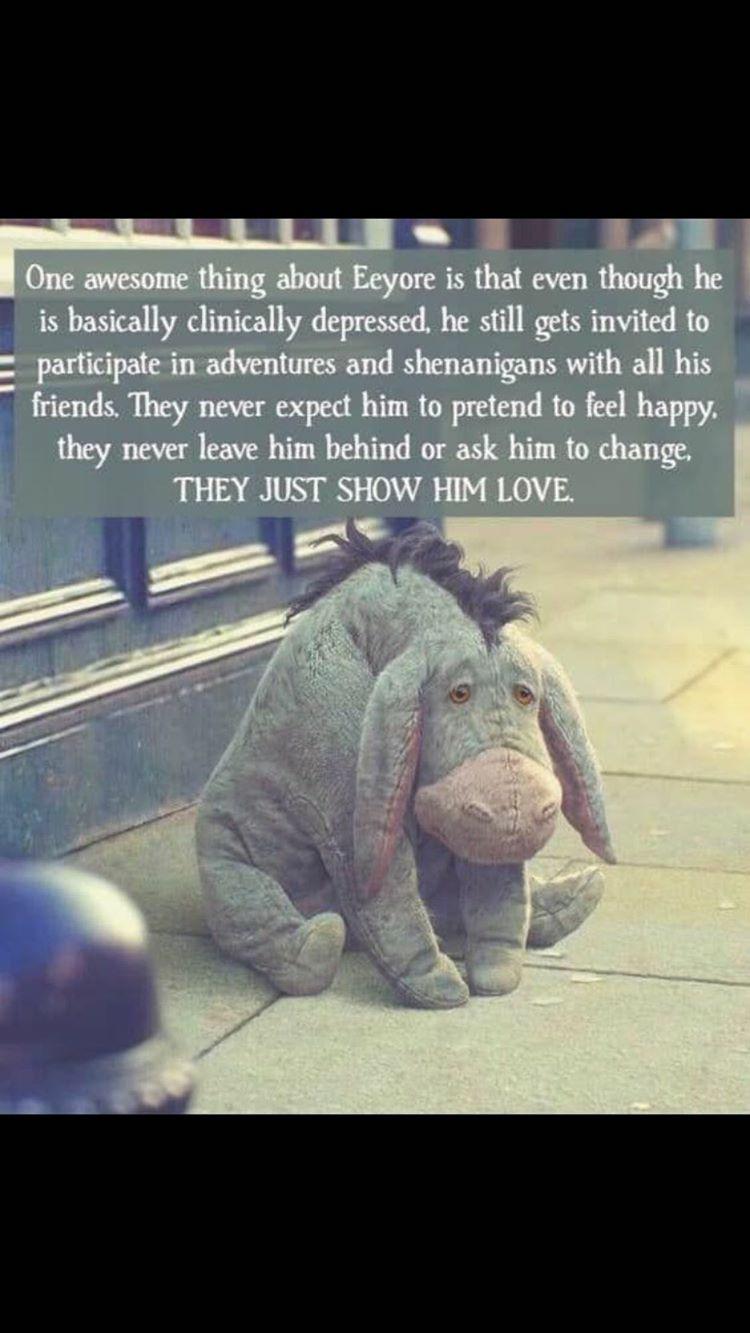 One awesome thing about Eeyore is that even though he
is basically clinically depressed, he still gets invited to
participate in adventures and shenanigans with all his
friends. They never expect him to pretend to feel happy,
they never leave him behind or ask him to change,
THEY JUST SHOW HIM LOVE.